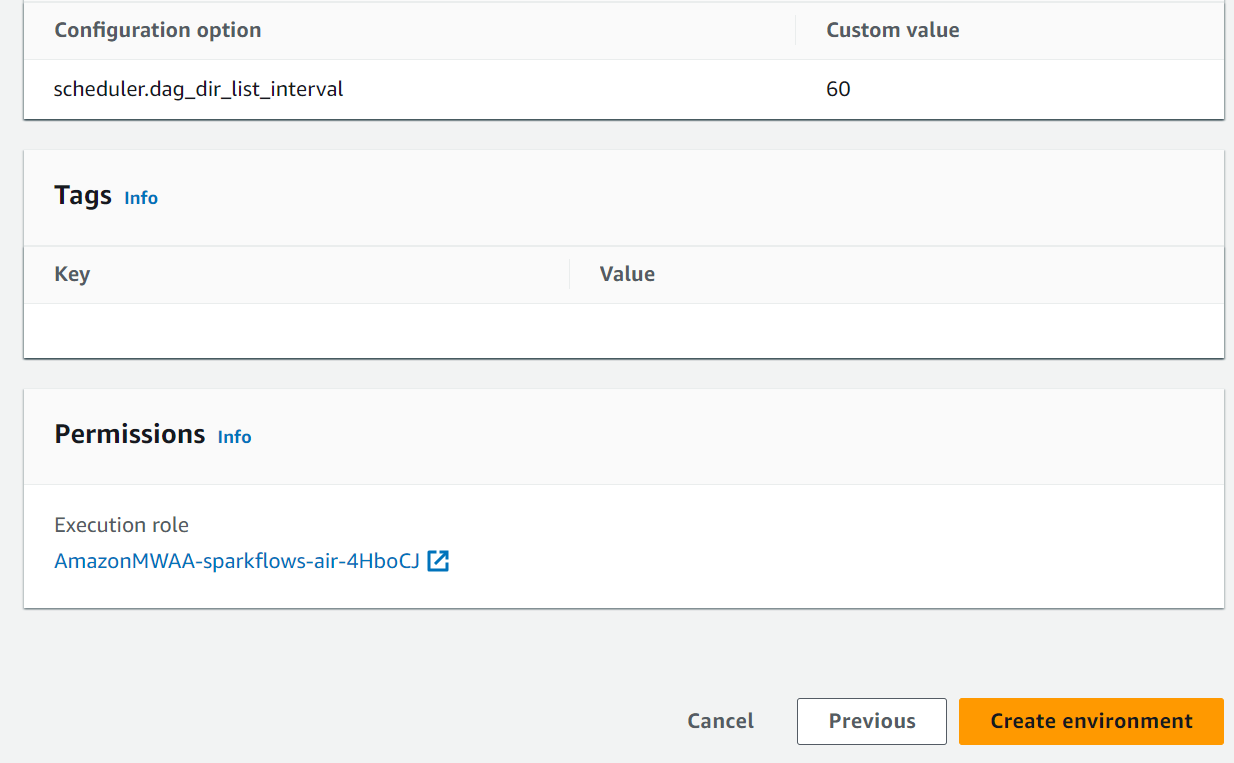 Configuration option Custom value
scheduler.dag_dir_list_interval 60
Tags Info
Key Value
Permissions Info
Execution role
AmazonMWAA-sparkflows-air-4HboCJ
Cancel Previous Create environment